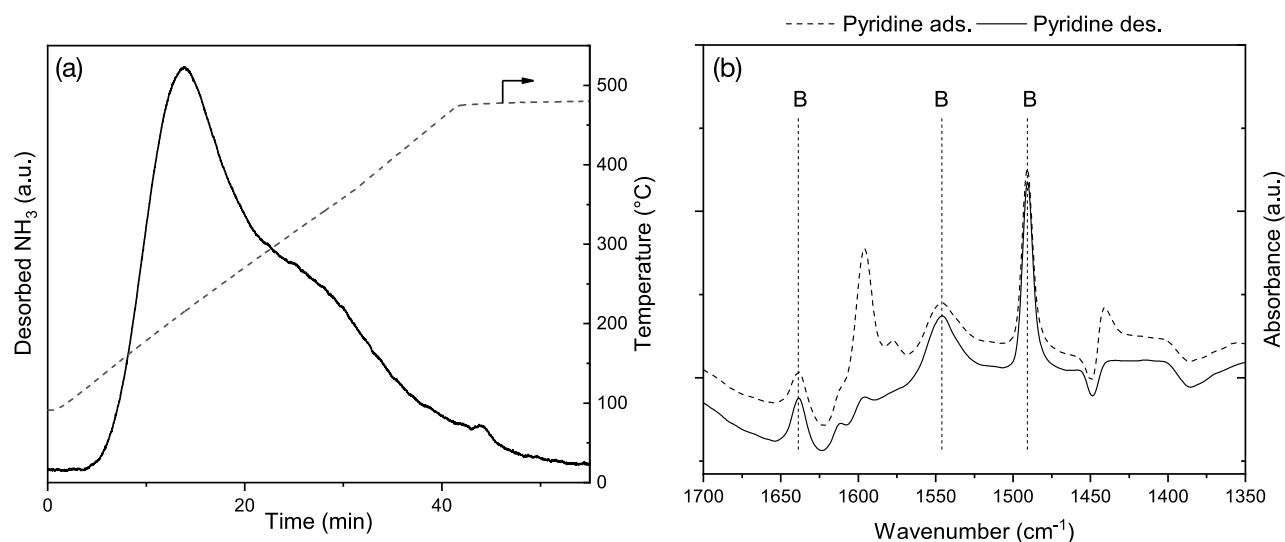 Pyridine ads. Pyridine des.
(a)
Desorbed NH₃ (a.u.)
500
400
300
200
100
0
Temperature (°C)
0 20 40
Time (min)
(b)
B B B
Absorbance (a.u.)
1700 1650 1600 1550 1500 1450 1400 1350
Wavenumber (cm⁻¹)